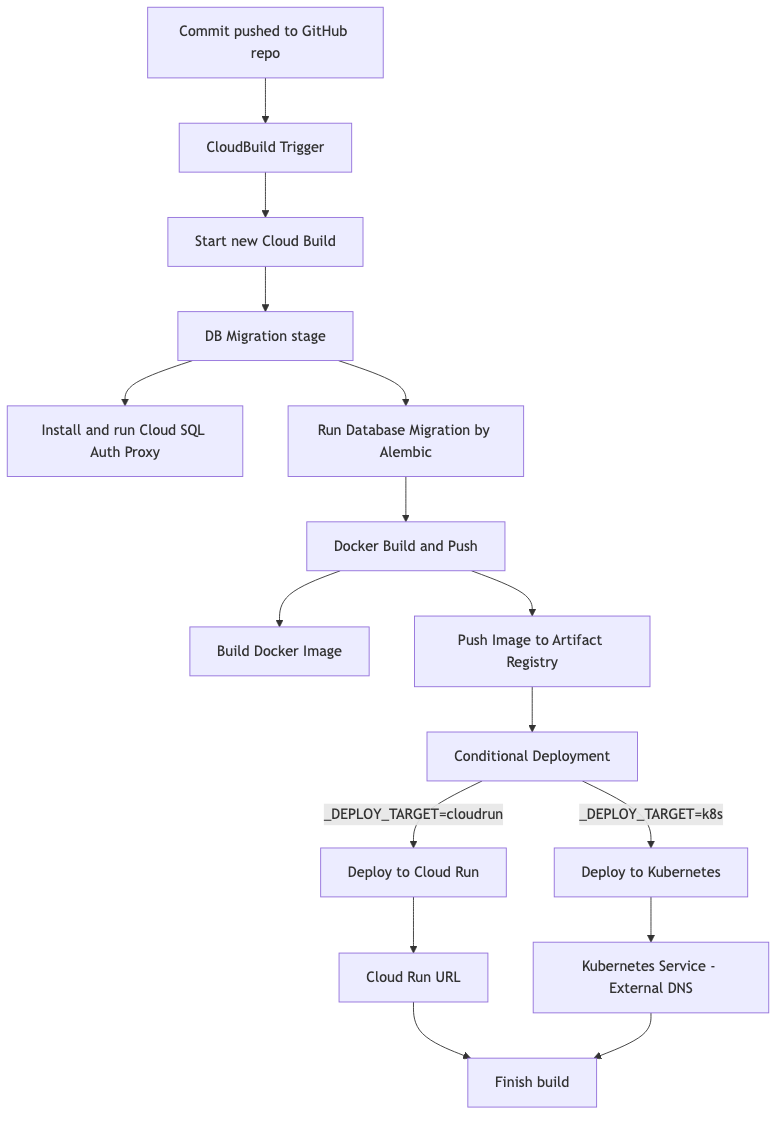 Commit pushed to GitHub
repo
CloudBuild Trigger
Start new Cloud Build
DB Migration stage
Install and run Cloud SQL
Auth Proxy
Run Database Migration by
Alembic
Docker Build and Push
Build Docker Image
Push Image to Artifact
Registry
Conditional Deployment
_DEPLOY_TARGET=cloudrun
_DEPLOY_TARGET=k8s
Deploy to Cloud Run
Deploy to Kubernetes
Cloud Run URL
Kubernetes Service -
External DNS
Finish build